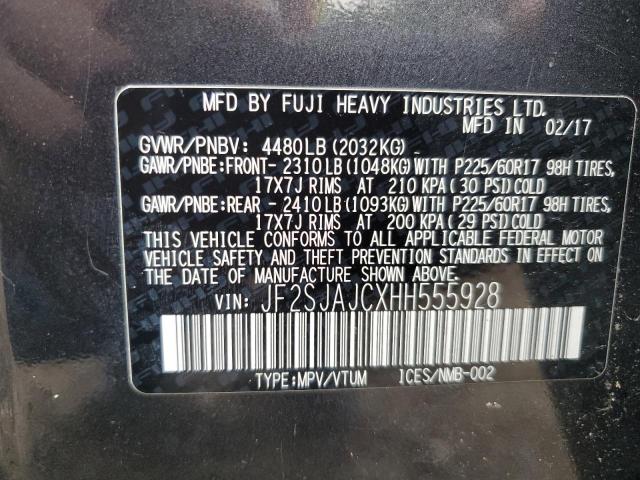 MFD BY FUJI HEAVY INDUSTRIES LTD.
MFD IN 02/17
GVWR/PNBV: 4480LB (2032KG)
GAWR/PNBE:FRONT- 2310LB (1048KG) WITH P225/60R17 98H TIRES,
17X7J RIMS AT 210 KPA ( 30 PSI) COLD
GAWR/PNBE:REAR - 2410LB (1093KG) WITH P225/60R17 98H TIRES,
17X7J RIMS AT 200 KPA ( 29 PSI) COLD
THIS VEHICLE CONFORMS TO ALL APPLICABLE FEDERAL MOTOR
VEHICLE SAFETY AND THEFT PREVENTION STANDARDS IN EFFECT ON
THE DATE OF MANUFACTURE SHOWN ABOVE.
VIN: JF2SJAJCXHH555928
TYPE:MPV/VTUM ICES/NMB-002